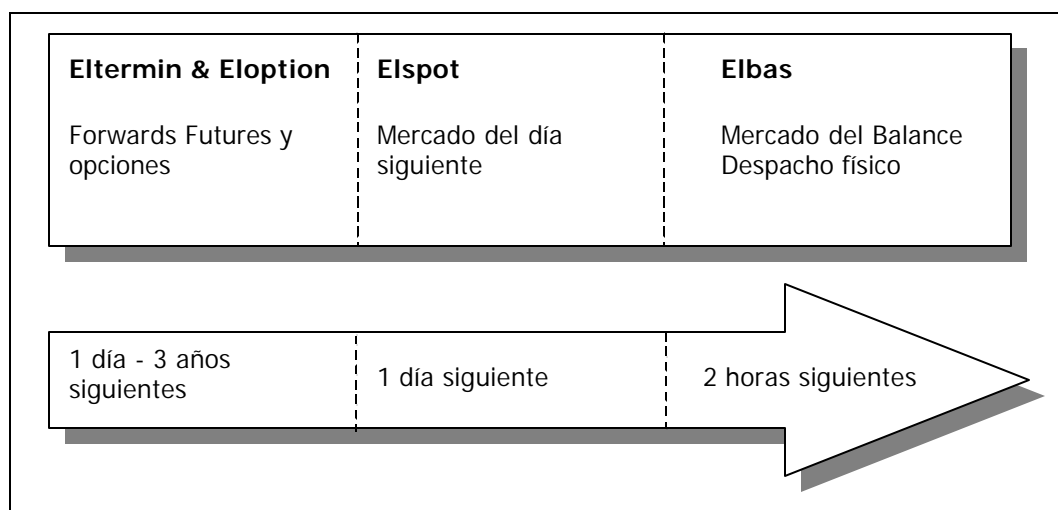 Eltermin & Eloption
Forwards Futures y
opciones
Elspot
Mercado del día
siguiente
Elbas
Mercado del Balance
Despacho físico
1 día - 3 años
siguientes
1 día siguiente
2 horas siguientes